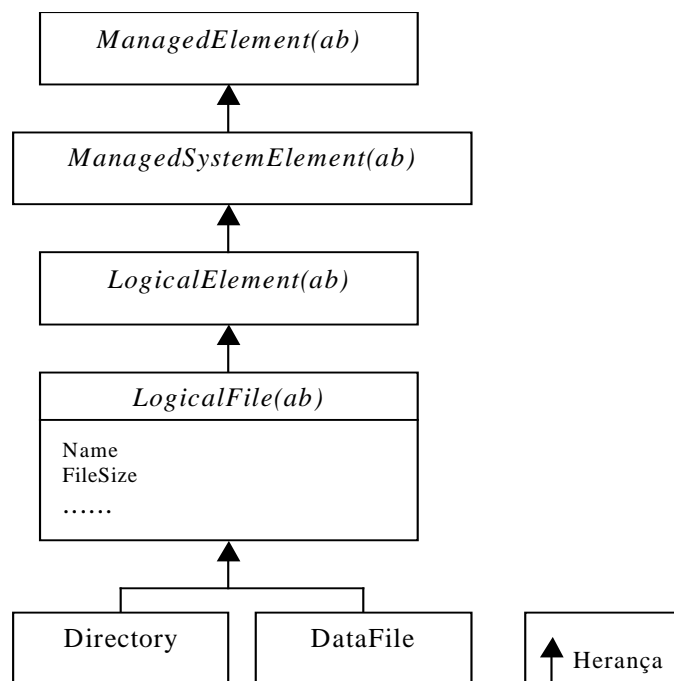 ManagedElement(ab)
ManagedSystemElement(ab)
LogicalElement(ab)
LogicalFile(ab)
Name
FileSize
......
Directory
DataFile
Herança